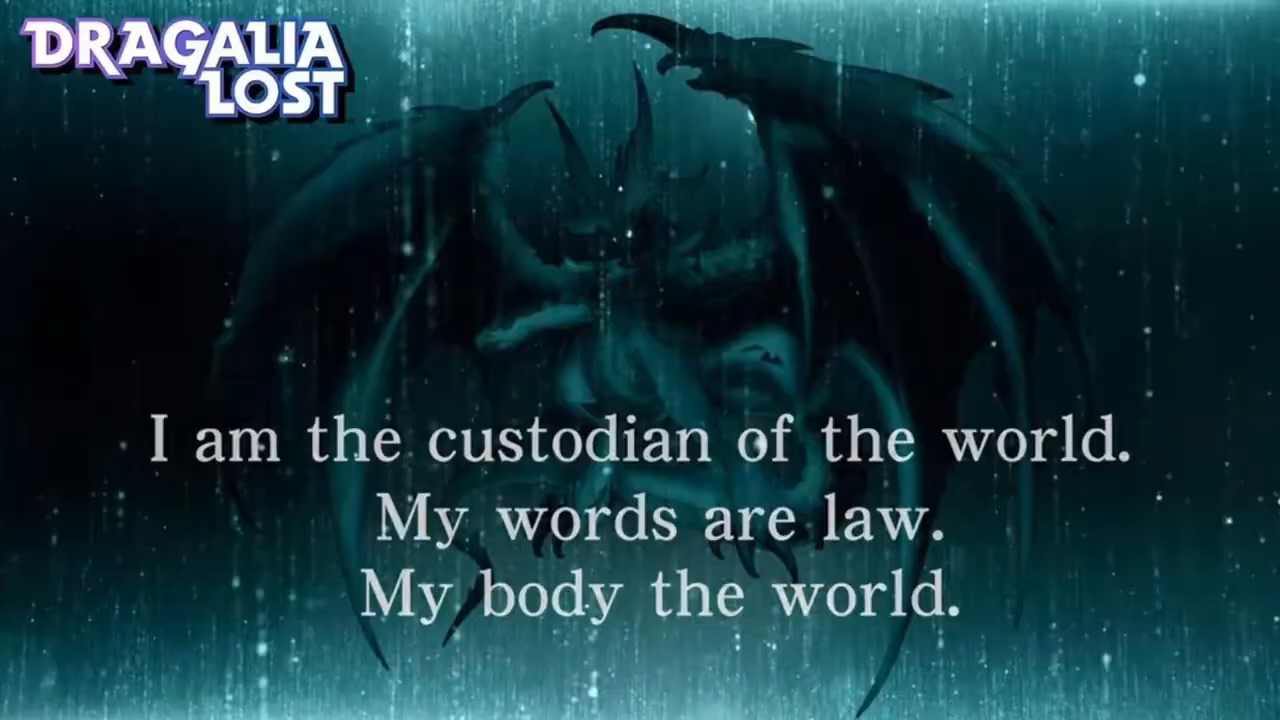 DRAGALIA
LOST
I am the custodian of the world.
My words are law.
My body the world.